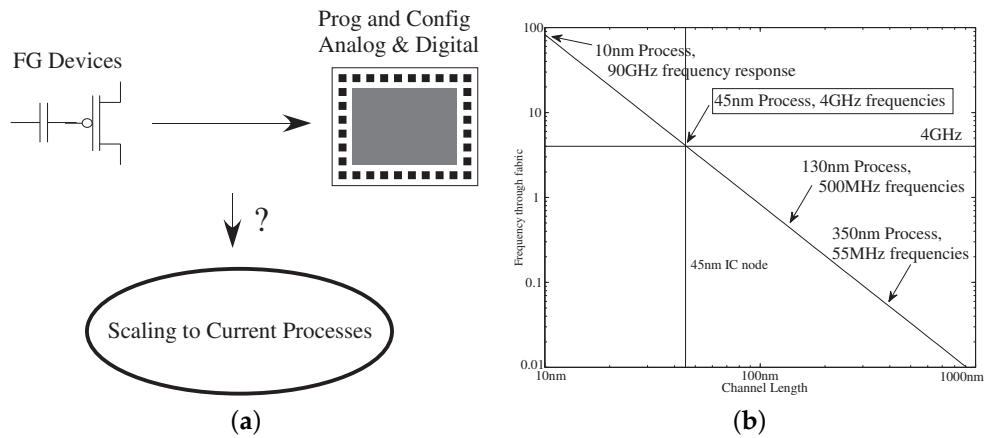 Prog and Config
Analog & Digital
FG Devices
?
Scaling to Current Processes
(a)
Frequency through fabric
100
10
1
0.1
0.01
10nm Process,
90GHz frequency response
45nm Process, 4GHz frequencies
4GHz
130nm Process,
500MHz frequencies
350nm Process,
55MHz frequencies
45nm IC node
10nm
100nm
1000nm
Channel Length
(b)